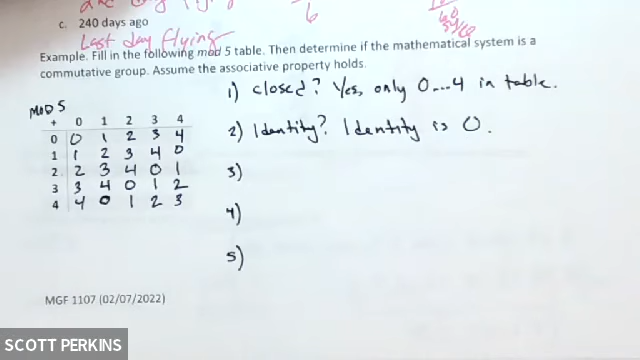 6
c. 240 days ago
Last day flying
Example. Fill in the following mod 5 table. Then determine if the mathematical system is a
commutative group. Assume the associative property holds.
1) Closed? Yes, only 0...4 in table.
MOD 5
+ 0 1 2 3 4
0 0 1 2 3 4
1 1 2 3 4 0
2 2 3 4 0 1
3 3 4 0 1 2
4 4 0 1 2 3
2) Identity? Identity is 0.
3)
4)
5)
MGF 1107 (02/07/2022)
SCOTT PERKINS